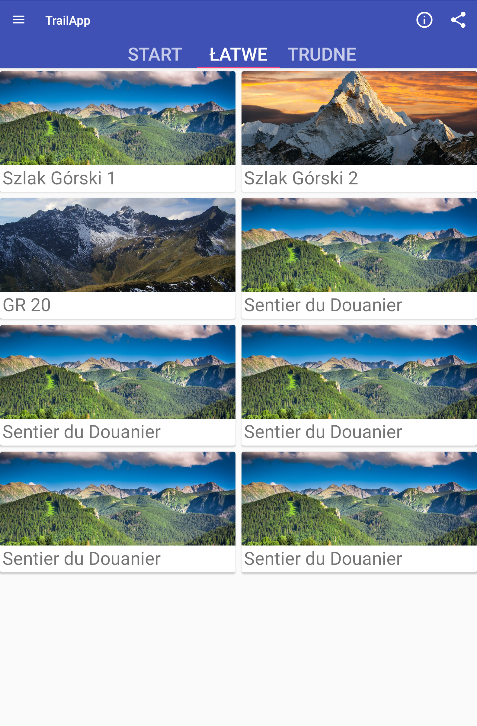 TrailApp
START ŁATWE TRUDNE
Szlak Górski 1
Szlak Górski 2
GR 20
Sentier du Douanier
Sentier du Douanier
Sentier du Douanier
Sentier du Douanier
Sentier du Douanier